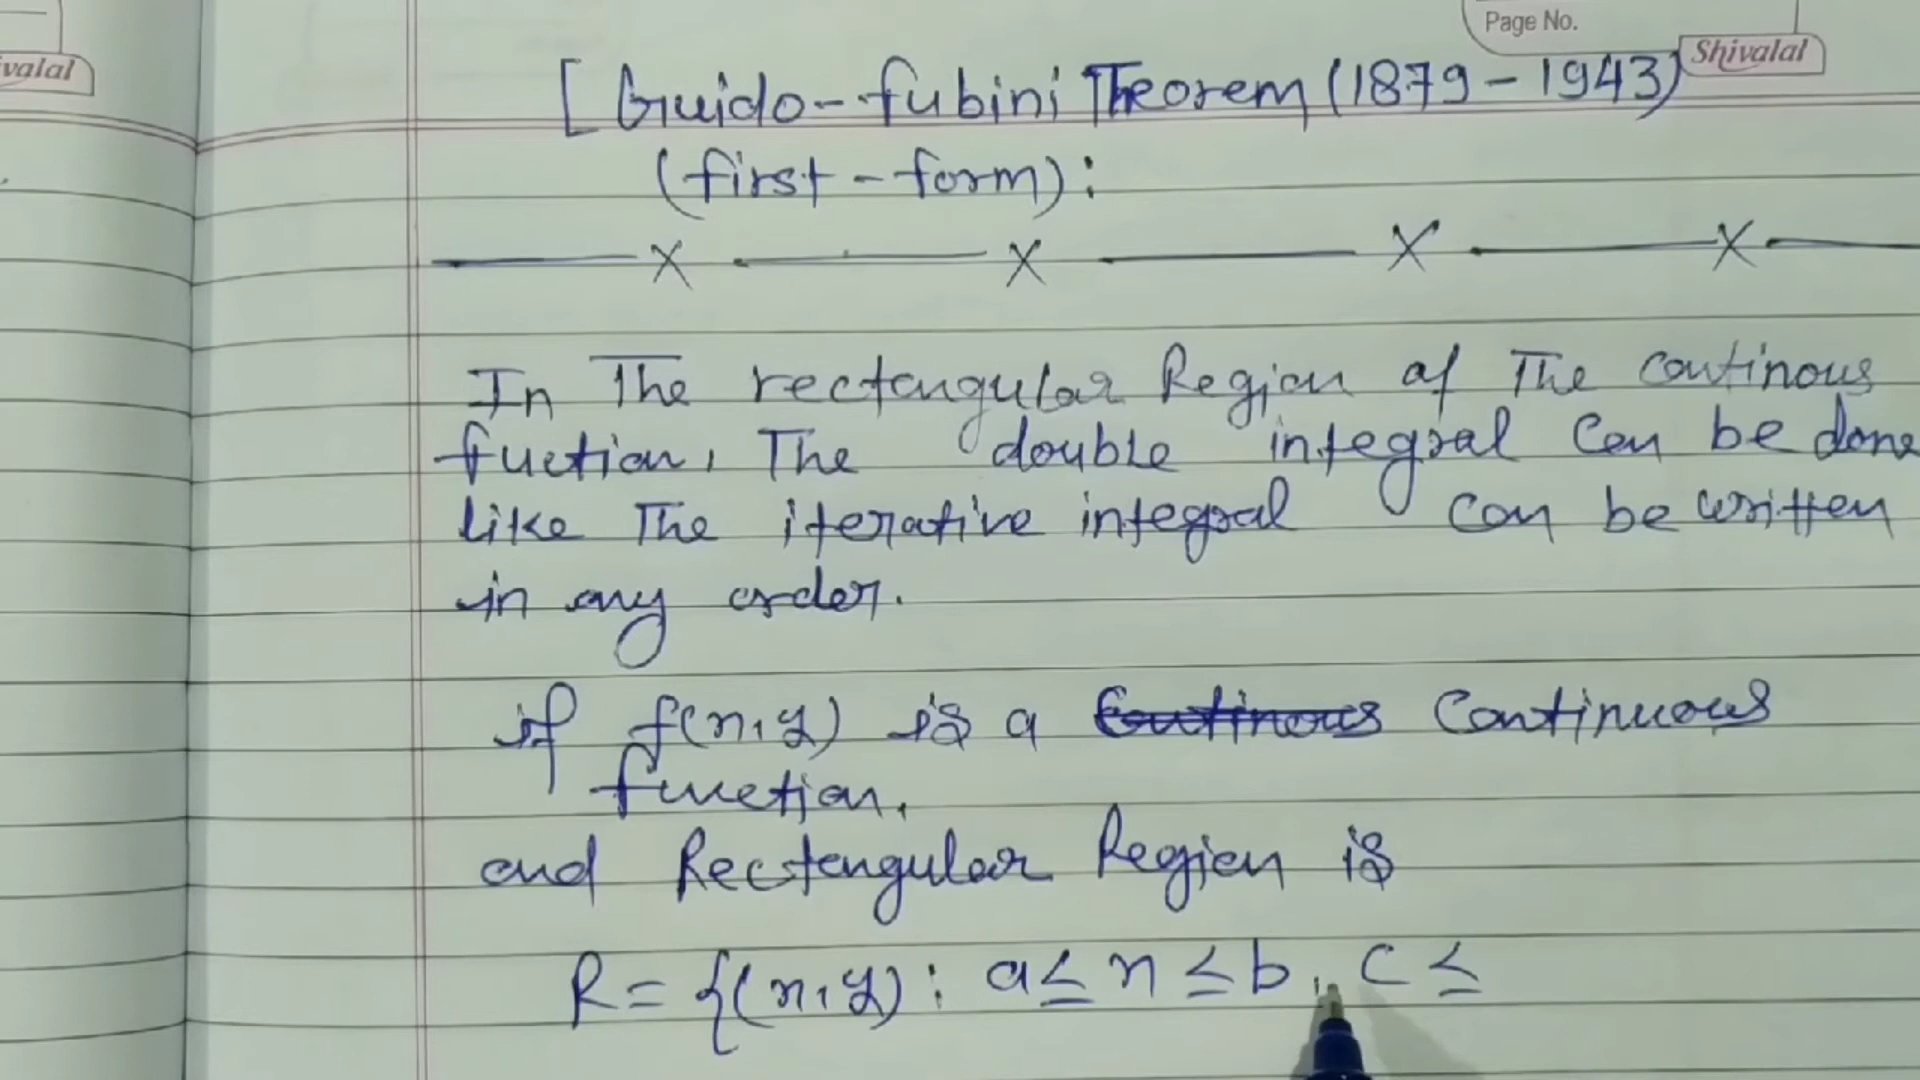 Page No.
Shivalal
valal
[ Guido-fubini Theorem (1879-1943)
(first-form):
In The rectangular Region of The continous
fuction, The double integral can be done
like The iterative integral can be written
in any order.
if f(x,y) is a Continous Continuous
function,
and Rectengular Region is
R = {(x,y): a ≤ x ≤ b, c ≤